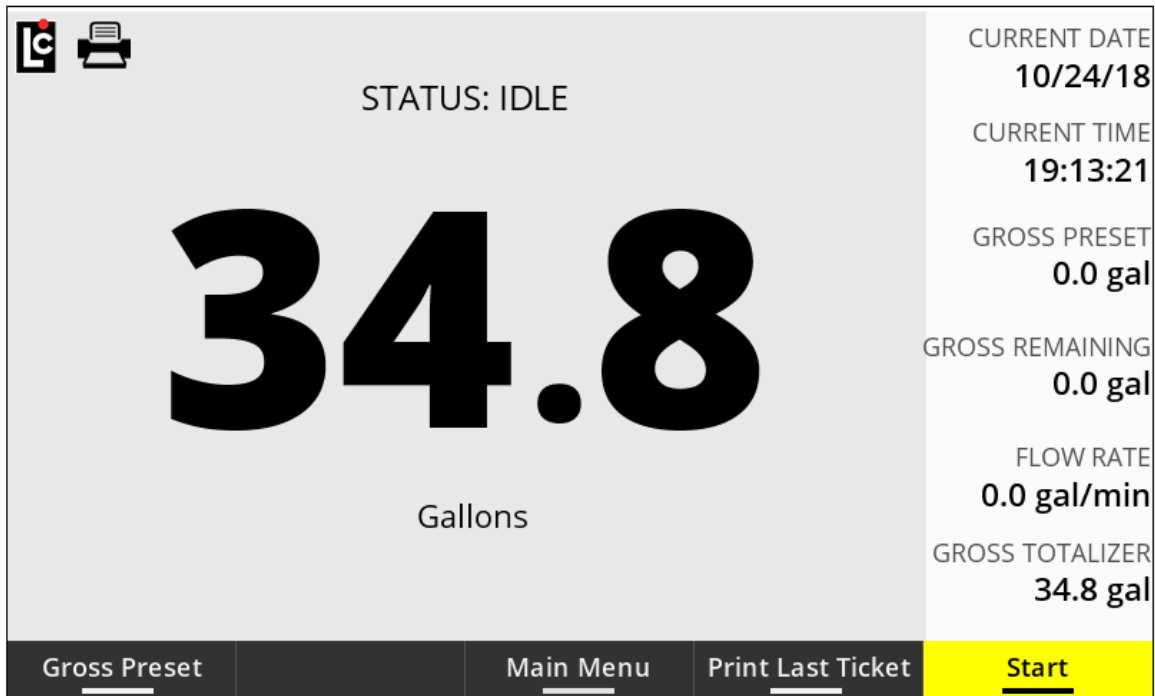 LC
STATUS: IDLE
34.8
Gallons
CURRENT DATE
10/24/18
CURRENT TIME
19:13:21
GROSS PRESET
0.0 gal
GROSS REMAINING
0.0 gal
FLOW RATE
0.0 gal/min
GROSS TOTALIZER
34.8 gal
Gross Preset
Main Menu
Print Last Ticket
Start